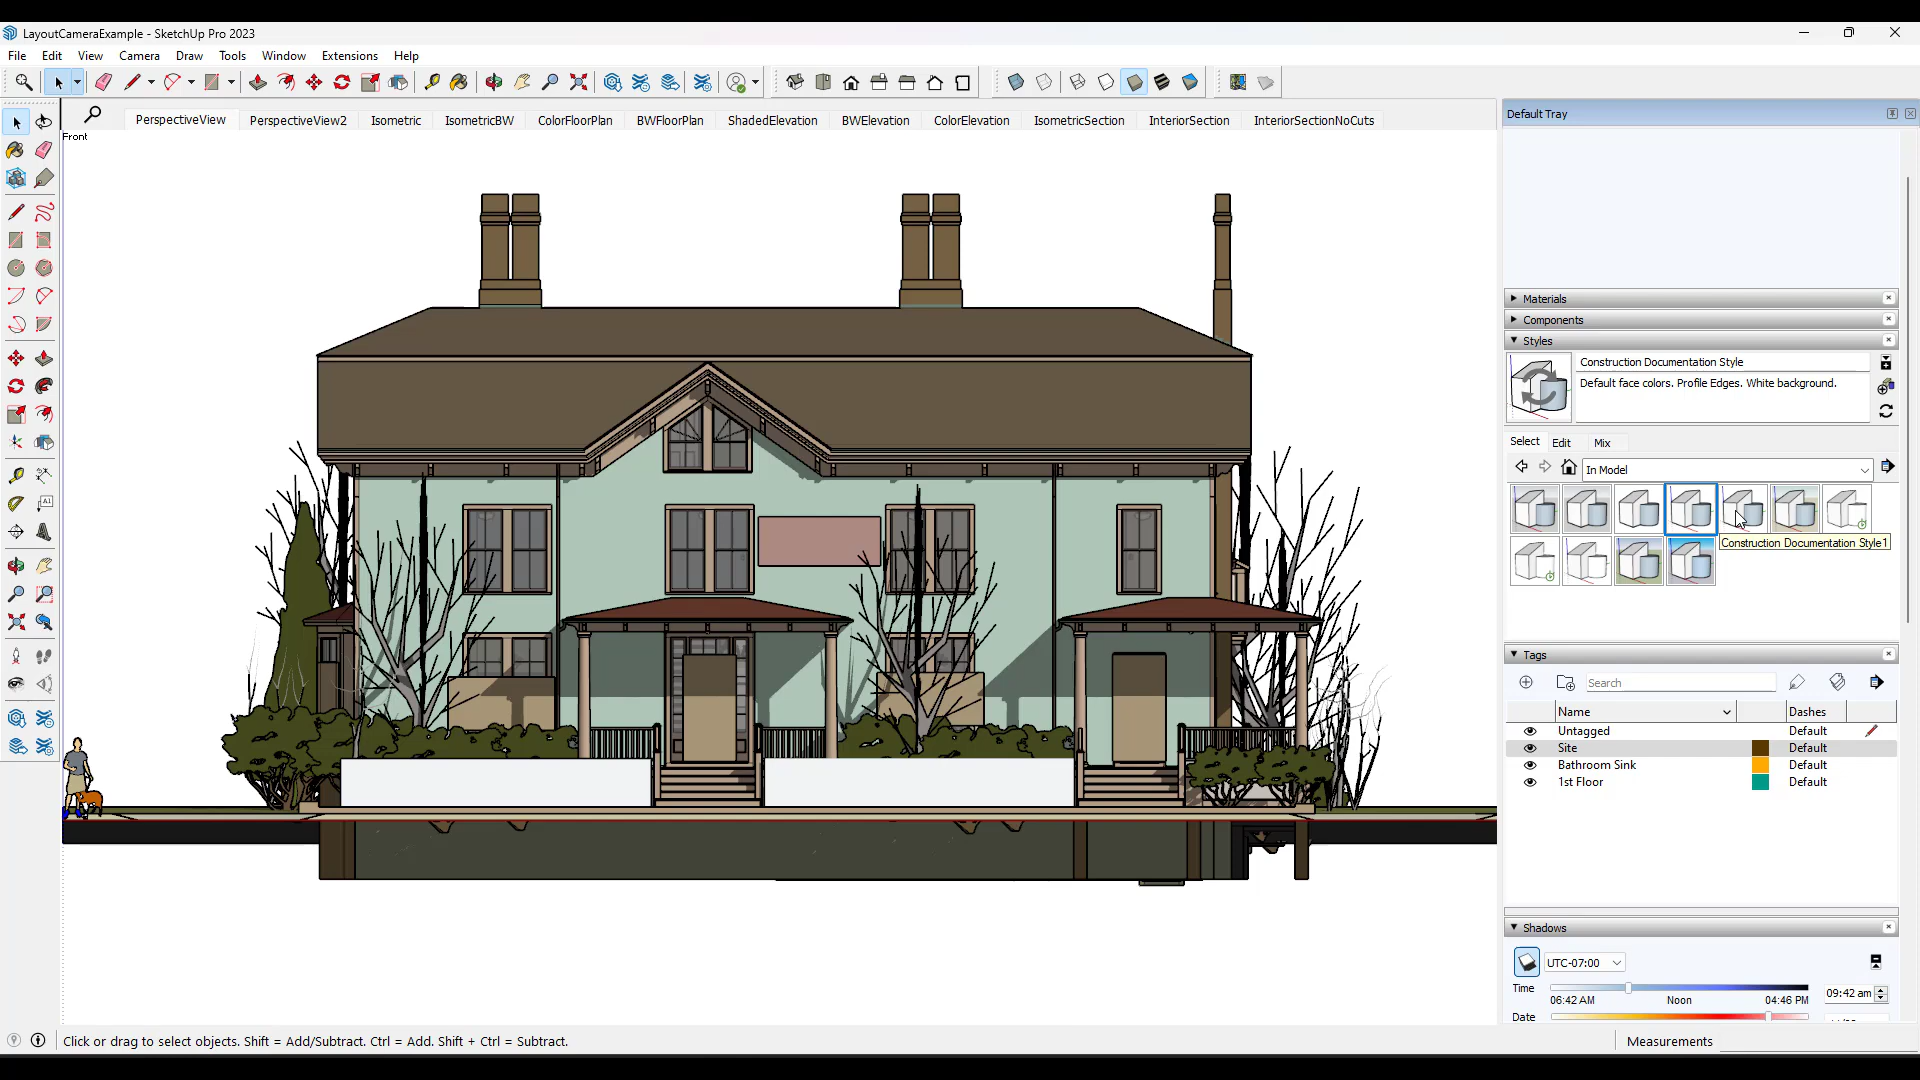 LayoutCameraExample - SketchUp Pro 2023
File Edit View Camera Draw Tools Window Extensions Help
PerspectiveView PerspectiveView2 Isometric IsometricBW ColorFloorPlan BWFloorPlan ShadedElevation BWElevation ColorElevation IsometricSection InteriorSection InteriorSectionNoCuts
Front
Default Tray
Materials
Components
Styles
Construction Documentation Style
Default face colors. Profile Edges. White background.
Select Edit Mix
In Model
Construction Documentation Style1
Tags
Search
Name Dashes
Untagged Default
Site Default
Bathroom Sink Default
1st Floor Default
Shadows
UTC-07:00
Time 09:42 am
06:42 AM Noon 04:46 PM
Date
Click or drag to select objects. Shift = Add/Subtract. Ctrl = Add. Shift + Ctrl = Subtract.
Measurements